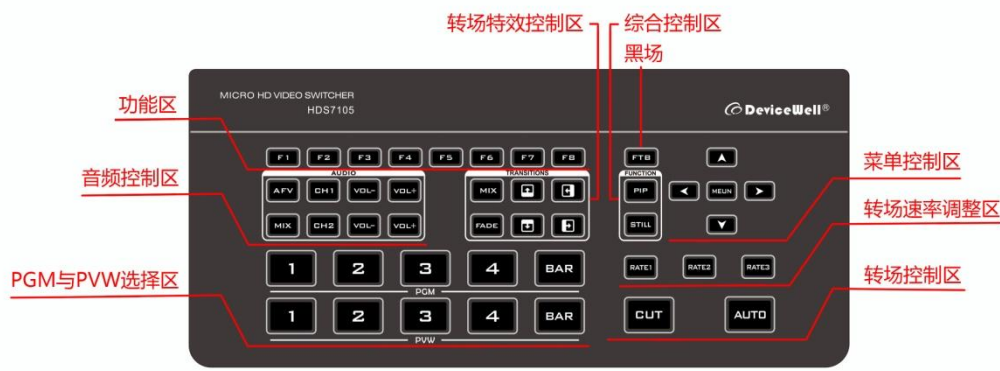 转场特效控制区
综合控制区
黑场
MICRO HD VIDEO SWITCHER
HDS7105
DeviceWell®
功能区
F1 F2 F3 F4 F5 F6 F7 F8 FTB
菜单控制区
音频控制区
AUDIO TRANSITIONS FUNCTION
AFV CH1 VOL- VOL+ MIX PIP MEUN
转场速率调整区
MIX CH2 VOL- VOL+ FADE STILL
1 2 3 4 BAR RATE1 RATE2 RATE3
PGM与PVW选择区
转场控制区
PGM
1 2 3 4 BAR CUT AUTO
PVW